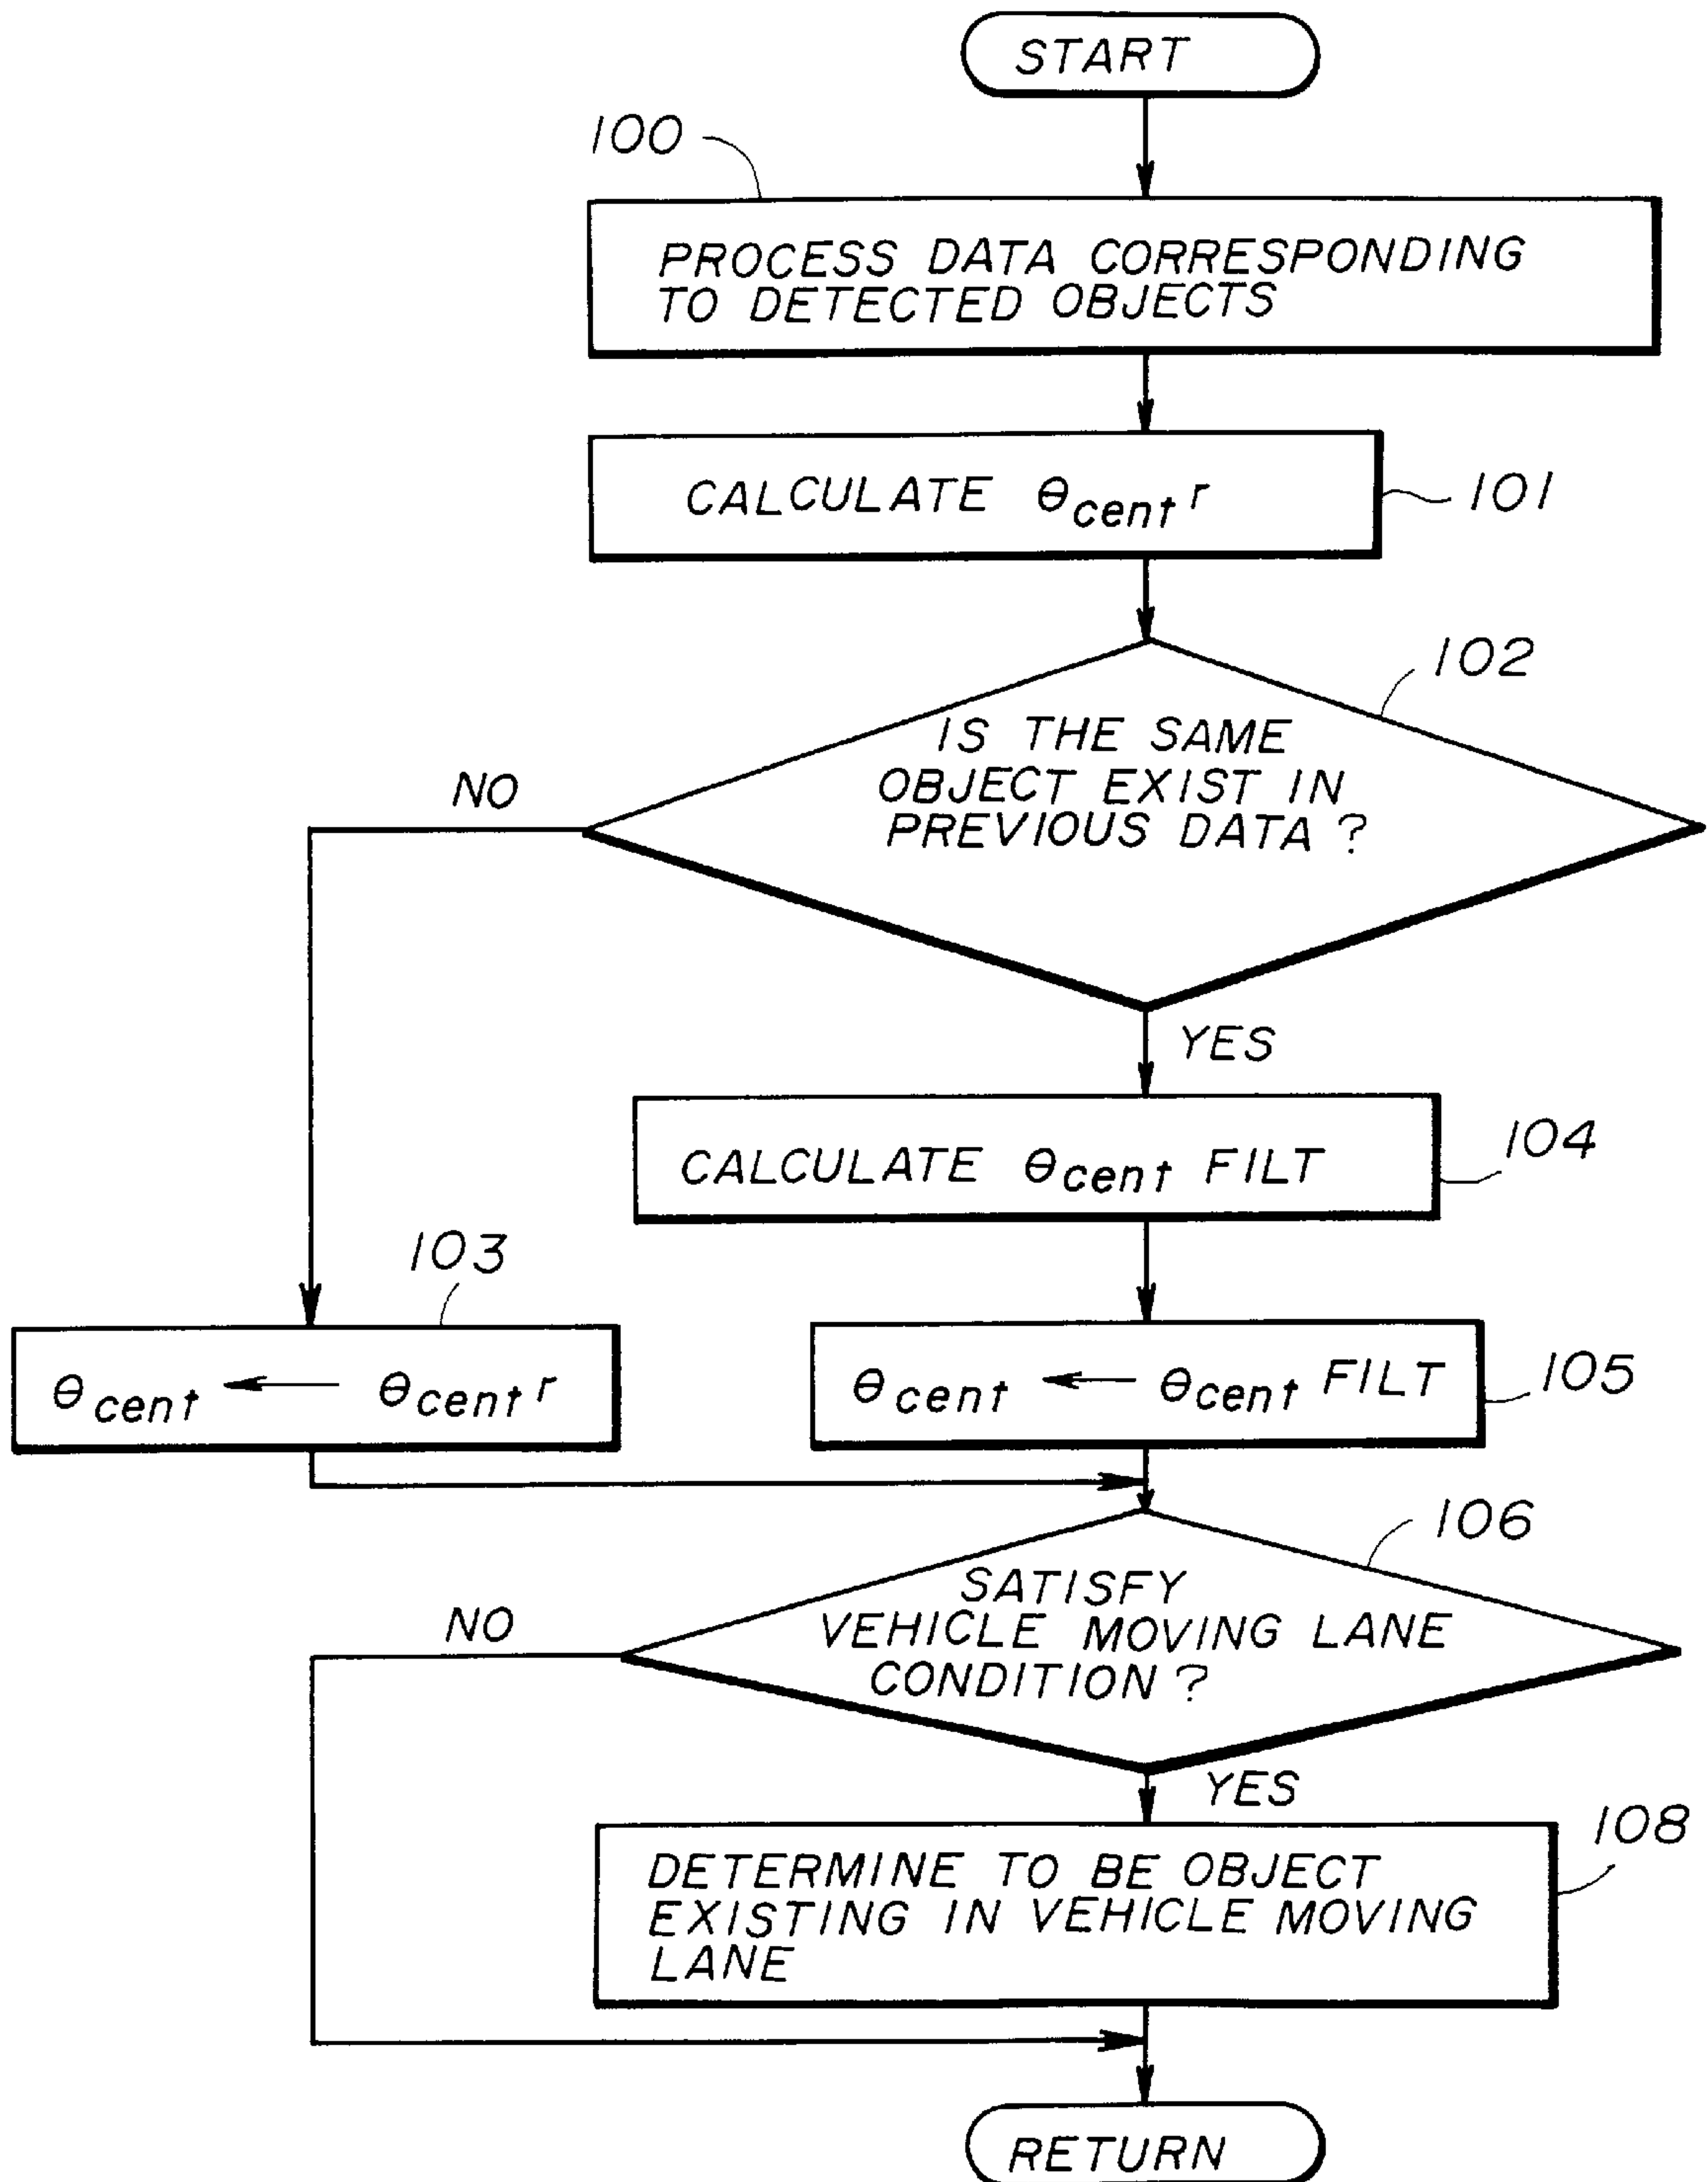 START
100
PROCESS DATA CORRESPONDING
TO DETECTED OBJECTS
CALCULATE θcent r
101
102
IS THE SAME
OBJECT EXIST IN
PREVIOUS DATA ?
NO
YES
CALCULATE θcent FILT
104
103
θcent ← θcent r
θcent ← θcent FILT
105
106
SATISFY
VEHICLE MOVING LANE
CONDITION ?
NO
YES
108
DETERMINE TO BE OBJECT
EXISTING IN VEHICLE MOVING
LANE
RETURN